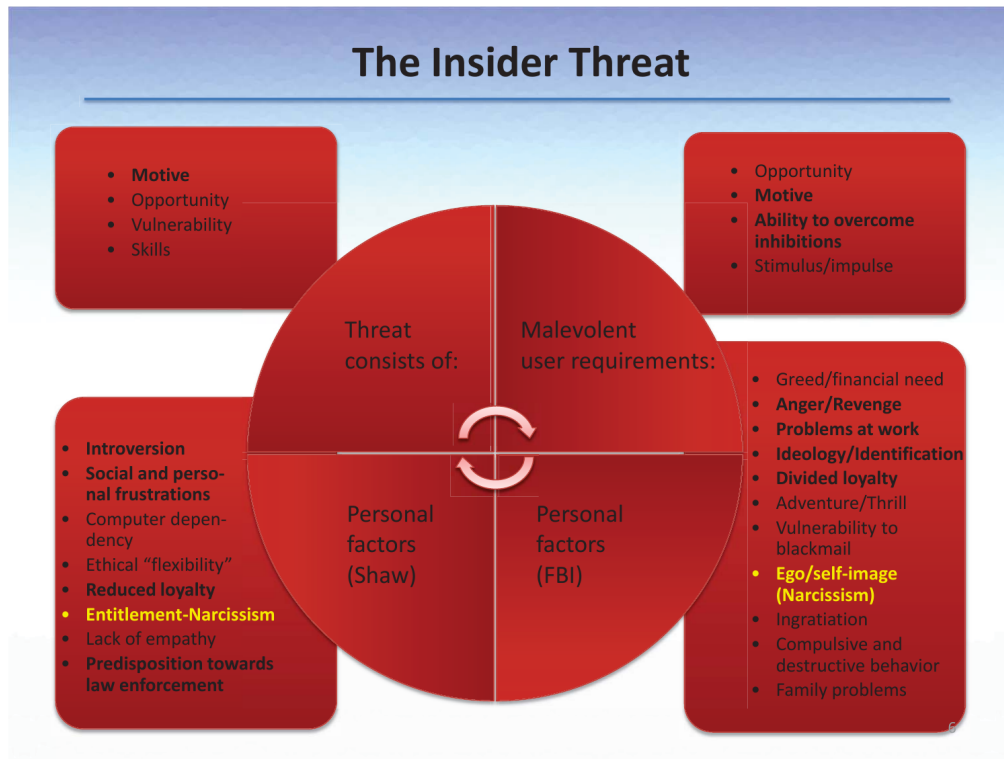 The Insider Threat
• Motive
• Opportunity
• Vulnerability
• Skills
• Opportunity
• Motive
• Ability to overcome
inhibitions
• Stimulus/impulse
Threat
consists of:
Malevolent
user requirements:
• Introversion
• Social and perso-
nal frustrations
• Computer depen-
dency
• Ethical “flexibility”
• Reduced loyalty
• Entitlement-Narcissism
• Lack of empathy
• Predisposition towards
law enforcement
Personal
factors
(Shaw)
Personal
factors
(FBI)
• Greed/financial need
• Anger/Revenge
• Problems at work
• Ideology/Identification
• Divided loyalty
• Adventure/Thrill
• Vulnerability to
blackmail
• Ego/self-image
(Narcissism)
• Ingratiation
• Compulsive and
destructive behavior
• Family problems
6